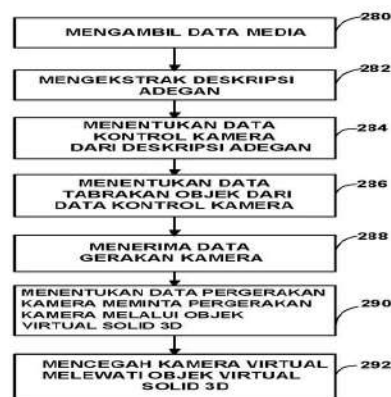 MENGAMBIL DATA MEDIA
280
MENGEKSTRAK DESKRIPSI
ADEGAN
282
MENENTUKAN DATA
KONTROL KAMERA
DARI DESKRIPSI ADEGAN
284
MENENTUKAN DATA
TABRAKAN OBJEK DARI
DATA KONTROL KAMERA
286
MENERIMA DATA
GERAKAN KAMERA
288
MENENTUKAN DATA PERGERAKAN
KAMERA MEMINTA PERGERAKAN
KAMERA MELALUI OBJEK
VIRTUAL SOLID 3D
290
MENCEGAH KAMERA VIRTUAL
MELEWATI OBJEK VIRTUAL
SOLID 3D
292